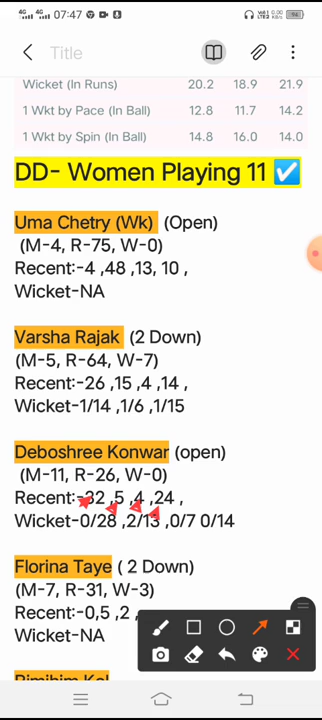 4G 4G 07:47
Title
Wicket (In Runs) 20.2 18.9 21.9
1 Wkt by Pace (In Ball) 12.8 11.7 14.2
1 Wkt by Spin (In Ball) 14.8 16.0 14.0
DD- Women Playing 11 ✅
Uma Chetry (Wk) (Open)
(M-4, R-75, W-0)
Recent:-4 ,48 ,13, 10 ,
Wicket-NA
Varsha Rajak (2 Down)
(M-5, R-64, W-7)
Recent:-26 ,15 ,4 ,14 ,
Wicket-1/14 ,1/6 ,1/15
Deboshree Konwar (open)
(M-11, R-26, W-0)
Recent:-32 ,5 ,4 ,24 ,
Wicket-0/28 ,2/13 ,0/7 0/14
Florina Taye ( 2 Down)
(M-7, R-31, W-3)
Recent:-0,5 ,2 ,
Wicket-NA